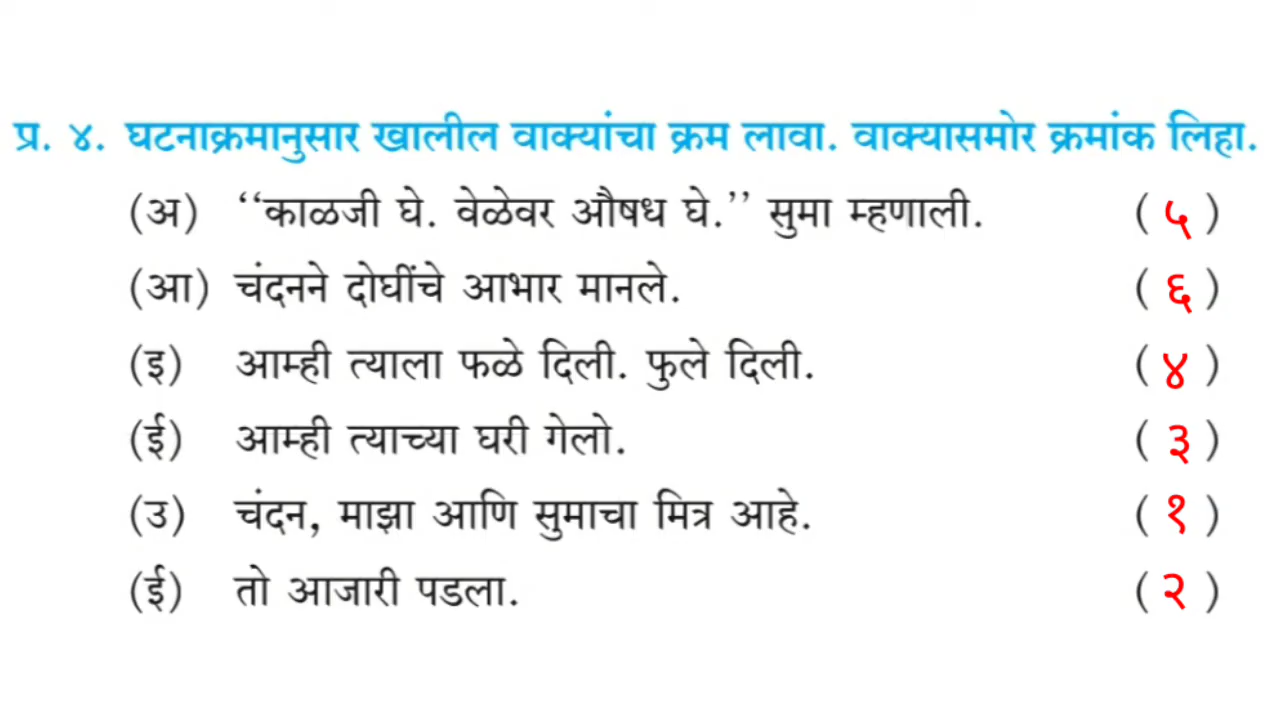 प्र. ४. घटनाक्रमानुसार खालील वाक्यांचा क्रम लावा. वाक्यासमोर क्रमांक लिहा.
(अ) ‘‘काळजी घे. वेळेवर औषध घे.’’ सुमा म्हणाली. ( ५ )
(आ) चंदनने दोघींचे आभार मानले. ( ६ )
(इ) आम्ही त्याला फळे दिली. फुले दिली. ( ४ )
(ई) आम्ही त्याच्या घरी गेलो. ( ३ )
(उ) चंदन, माझा आणि सुमाचा मित्र आहे. ( १ )
(ई) तो आजारी पडला. ( २ )